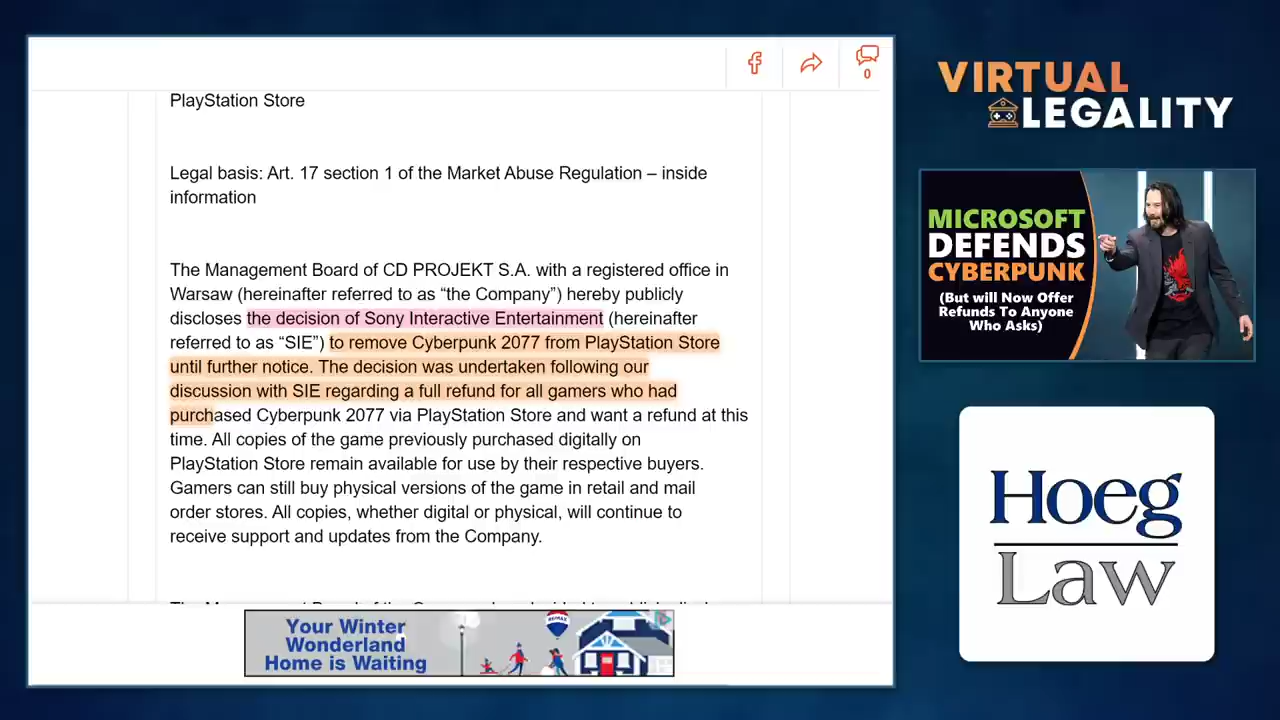 0
PlayStation Store
Legal basis: Art. 17 section 1 of the Market Abuse Regulation – inside
information
The Management Board of CD PROJEKT S.A. with a registered office in
Warsaw (hereinafter referred to as “the Company”) hereby publicly
discloses the decision of Sony Interactive Entertainment (hereinafter
referred to as “SIE”) to remove Cyberpunk 2077 from PlayStation Store
until further notice. The decision was undertaken following our
discussion with SIE regarding a full refund for all gamers who had
purchased Cyberpunk 2077 via PlayStation Store and want a refund at this
time. All copies of the game previously purchased digitally on
PlayStation Store remain available for use by their respective buyers.
Gamers can still buy physical versions of the game in retail and mail
order stores. All copies, whether digital or physical, will continue to
receive support and updates from the Company.
Your Winter
Wonderland
Home is Waiting
RE/MAX
VIRTUAL
LEGALITY
MICROSOFT
DEFENDS
CYBERPUNK
(But will Now Offer
Refunds To Anyone
Who Asks)
Hoeg
Law